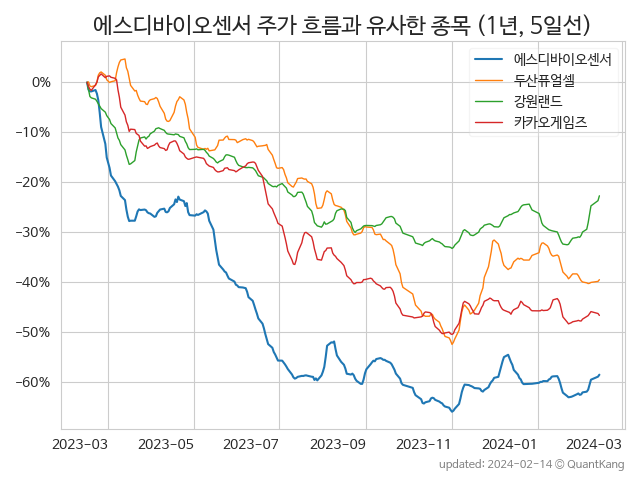 에스디바이오센서 주가 흐름과 유사한 종목 (1년, 5일선)
에스디바이오센서
두산퓨얼셀
강원랜드
카카오게임즈
0%
−10%
−20%
−30%
−40%
−50%
−60%
2023-03 2023-05 2023-07 2023-09 2023-11 2024-01 2024-03
updated: 2024-02-14 © QuantKang